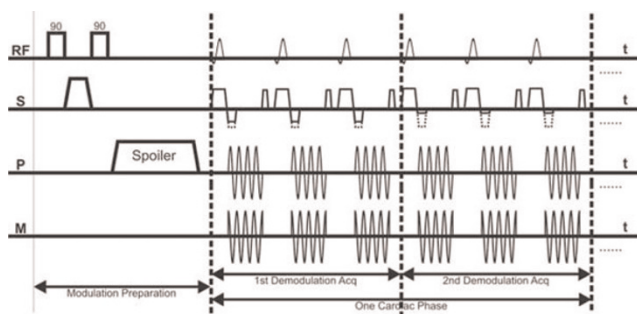 90 90
RF t
......
S t
......
P Spoiler t
......
M t
......
1st Demodulation Acq 2nd Demodulation Acq
Modulation Preparation
One Cardiac Phase